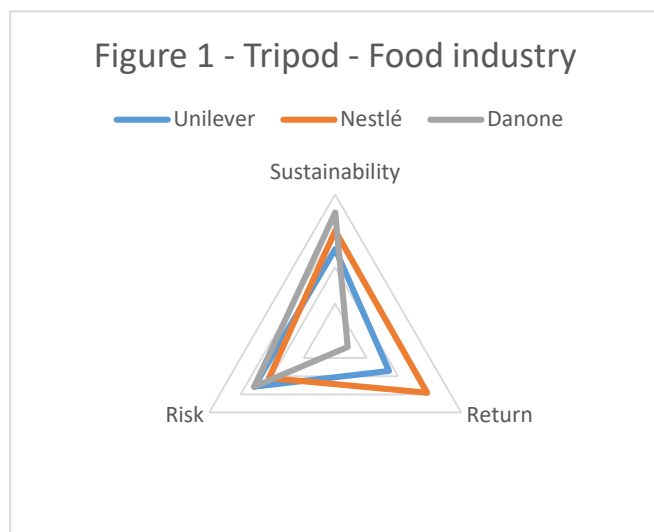 Figure 1 - Tripod - Food industry
Unilever Nestlé Danone
Sustainability
Risk Return